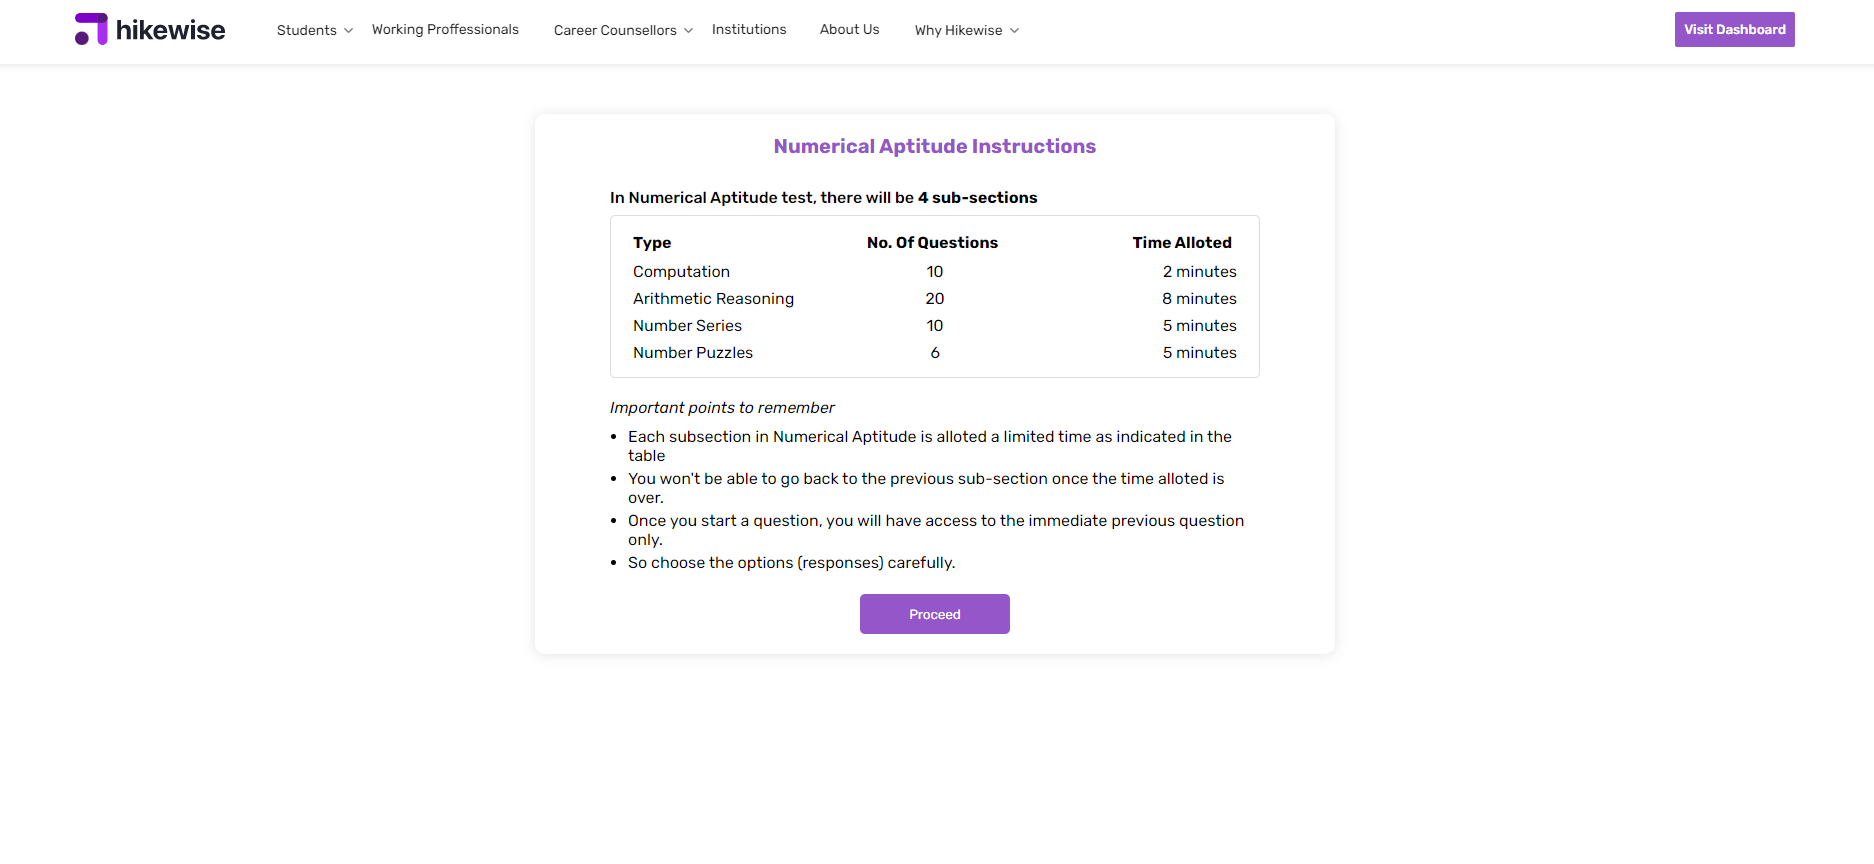 hikewise
Students
Working Proffessionals
Career Counsellors
Institutions
About Us
Why Hikewise
Visit Dashboard
Numerical Aptitude Instructions
In Numerical Aptitude test, there will be 4 sub-sections
Type No. Of Questions Time Alloted
Computation 10 2 minutes
Arithmetic Reasoning 20 8 minutes
Number Series 10 5 minutes
Number Puzzles 6 5 minutes
Important points to remember
• Each subsection in Numerical Aptitude is alloted a limited time as indicated in the
table
• You won't be able to go back to the previous sub-section once the time alloted is
over.
• Once you start a question, you will have access to the immediate previous question
only.
• So choose the options (responses) carefully.
Proceed